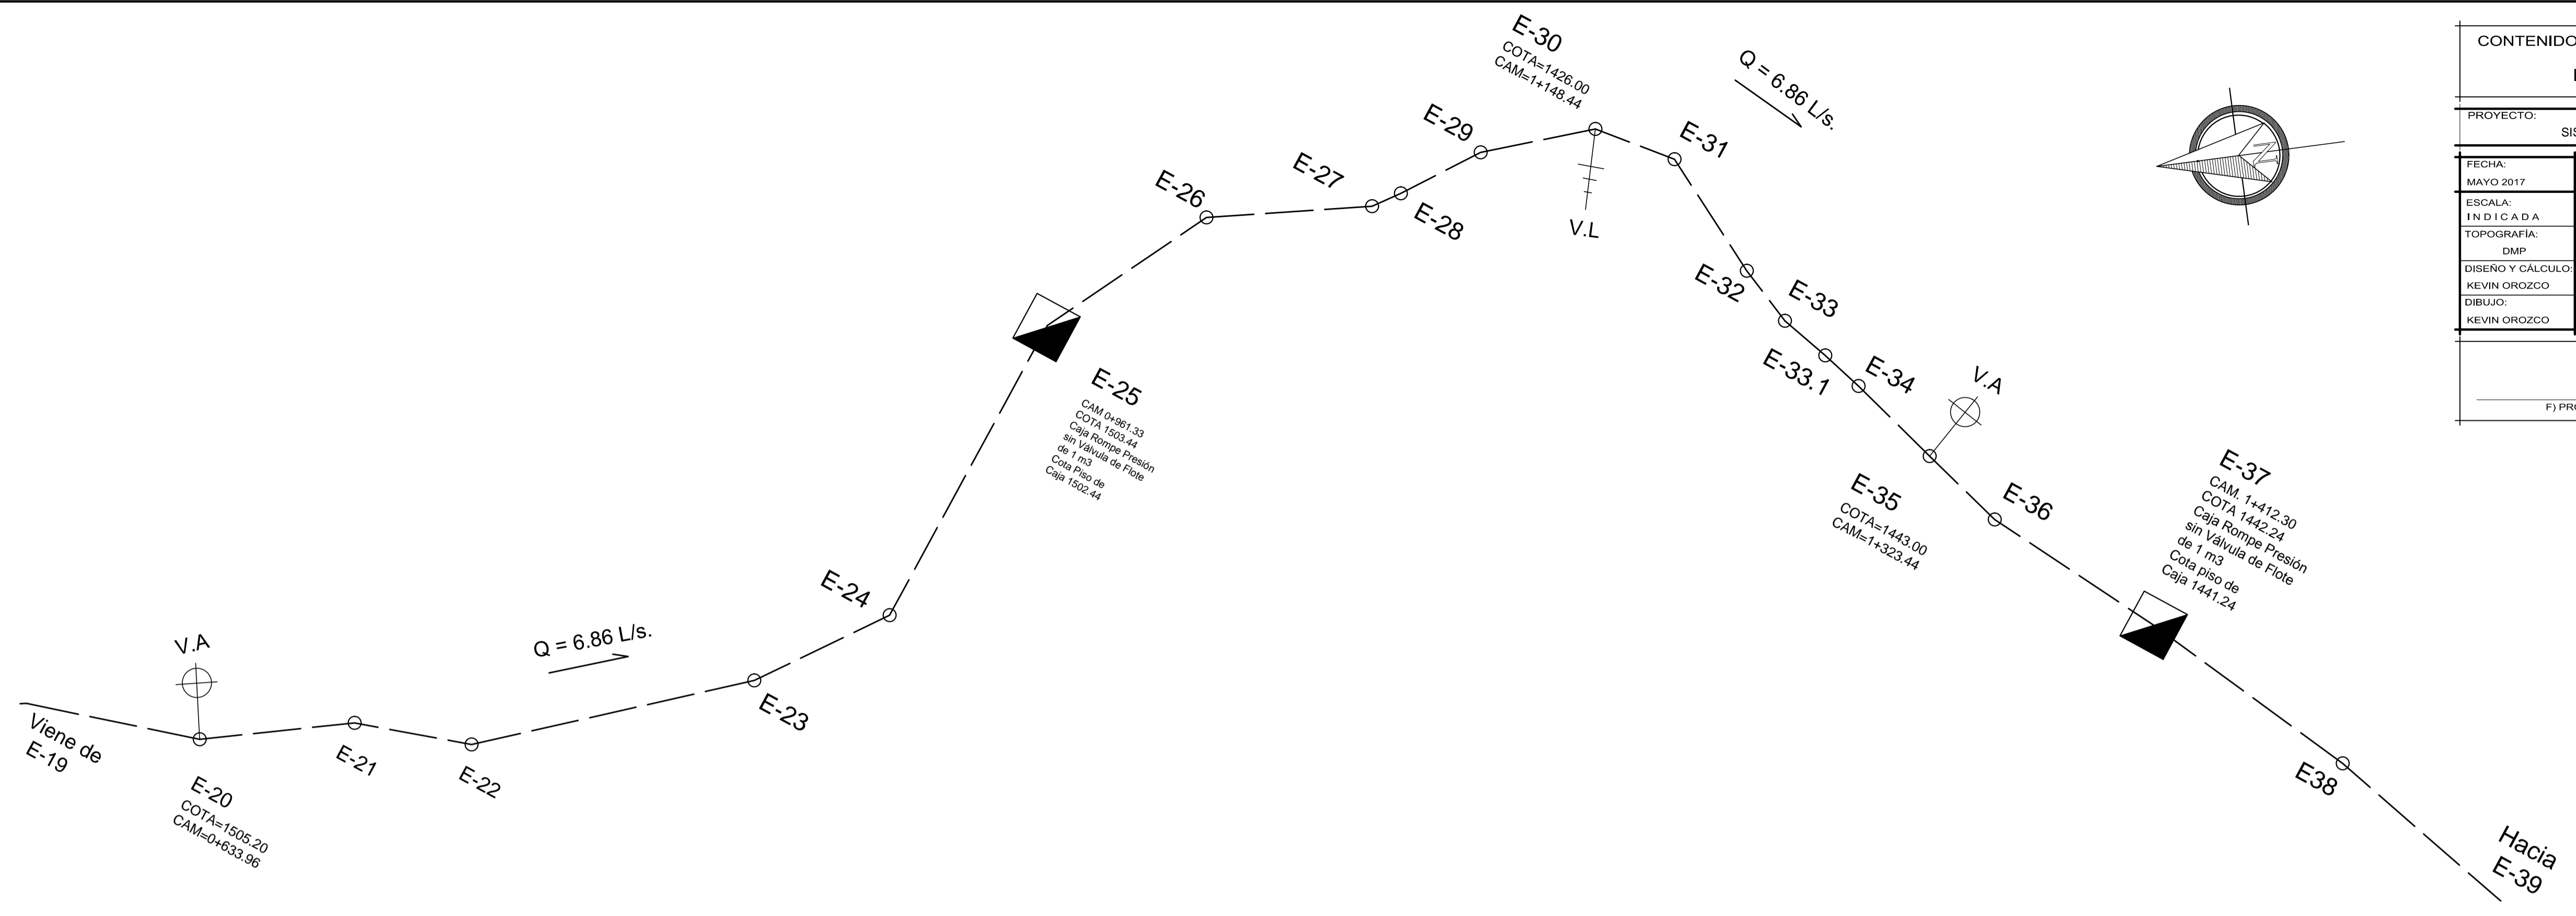 Viene de
E-19
V.A
E-20
COTA=1505.20
CAM=0+633.96
E-21
E-22
Q = 6.86 L/s.
E-23
E-24
E-25
CAM 0+961.33
COTA 1503.44
Caja Rompe Presión
sin Válvula de Flote
de 1 m3
Cota Piso de
Caja 1502.44
E-26
E-27
E-28
E-29
E-30
COTA=1426.00
CAM=1+148.44
V.L
Q = 6.86 L/s.
E-31
E-32
E-33
E-33.1
E-34
V.A
E-35
COTA=1443.00
CAM=1+323.44
E-36
E-37
CAM. 1+412.30
COTA 1442.24
Caja Rompe Presión
sin Válvula de Flote
de 1 m3
Cota piso de
Caja 1441.24
E38
Hacia
E-39
N
CONTENIDO
PROYECTO:
SIS
FECHA:
MAYO 2017
ESCALA:
INDICADA
TOPOGRAFÍA:
DMP
DISEÑO Y CÁLCULO:
KEVIN OROZCO
DIBUJO:
KEVIN OROZCO
F) PRO